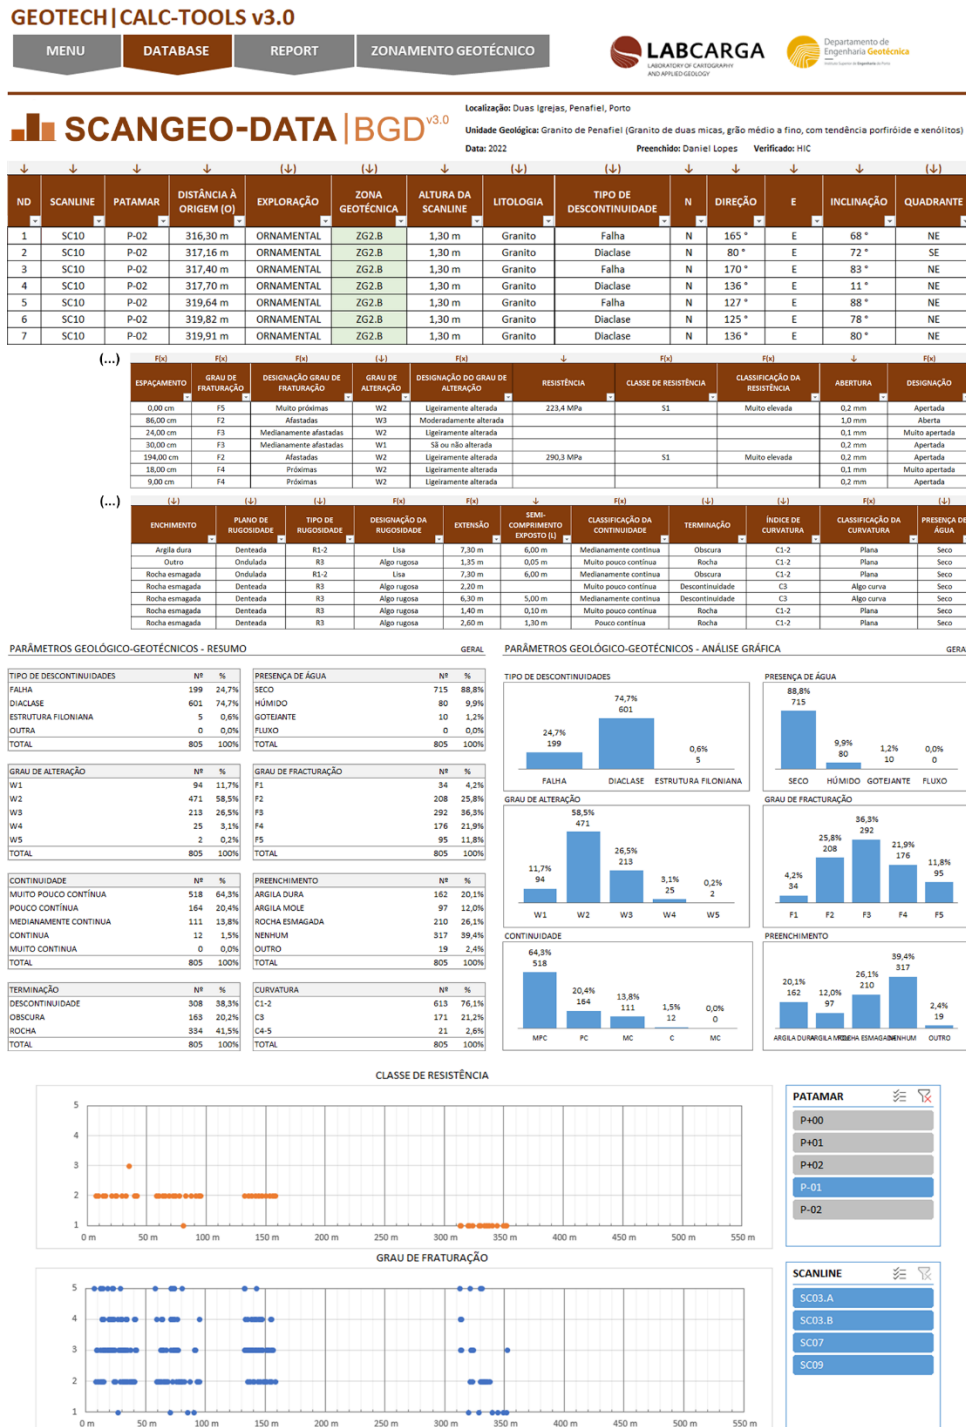 GEOTECH|CALC-TOOLS v3.0
MENU DATABASE REPORT ZONAMENTO GEOTÉCNICO
LABCARGA
LABORATORY OF CARTOGRAPHY
AND APPLIED GEOLOGY
Departamento de
Engenharia Geotécnica
SCANGEO-DATA |BGD v3.0
Localização: Duas Igrejas, Penafiel, Porto
Unidade Geológica: Granito de Penafiel (Granito de duas micas, grão médio a fino, com tendência porfiróide e xenólitos)
Data: 2022 Preenchido: Daniel Lopes Verificado: HIC
↓ ↓ ↓ ↓ (↓) (↓) ↓ (↓) (↓) ↓ ↓ ↓ ↓ (↓)
ND SCANLINE PATAMAR DISTÂNCIA À ORIGEM (O) EXPLORAÇÃO ZONA GEOTÉCNICA ALTURA DA SCANLINE LITOLOGIA TIPO DE DESCONTINUIDADE N DIREÇÃO E INCLINAÇÃO QUADRANTE
1 SC10 P-02 316,30 m ORNAMENTAL ZG2.B 1,30 m Granito Falha N 165 ° E 68 ° NE
2 SC10 P-02 317,16 m ORNAMENTAL ZG2.B 1,30 m Granito Diaclase N 80 ° E 72 ° SE
3 SC10 P-02 317,40 m ORNAMENTAL ZG2.B 1,30 m Granito Falha N 170 ° E 83 ° NE
4 SC10 P-02 317,70 m ORNAMENTAL ZG2.B 1,30 m Granito Diaclase N 136 ° E 11 ° NE
5 SC10 P-02 319,64 m ORNAMENTAL ZG2.B 1,30 m Granito Falha N 127 ° E 88 ° NE
6 SC10 P-02 319,82 m ORNAMENTAL ZG2.B 1,30 m Granito Diaclase N 125 ° E 78 ° NE
7 SC10 P-02 319,91 m ORNAMENTAL ZG2.B 1,30 m Granito Diaclase N 136 ° E 80 ° NE
(...) F(x) F(x) F(x) (↓) F(x) ↓ F(x) F(x) ↓ F(x)
ESPAÇAMENTO GRAU DE FRATURAÇÃO DESIGNAÇÃO GRAU DE FRATURAÇÃO GRAU DE ALTERAÇÃO DESIGNAÇÃO DO GRAU DE ALTERAÇÃO RESISTÊNCIA CLASSE DE RESISTÊNCIA CLASSIFICAÇÃO DA RESISTÊNCIA ABERTURA DESIGNAÇÃO
0,00 cm F5 Muito próximas W2 Ligeiramente alterada 223,4 MPa S1 Muito elevada 0,2 mm Apertada
86,00 cm F2 Afastadas W3 Moderadamente alterada 1,0 mm Aberta
24,00 cm F3 Medianamente afastadas W2 Ligeiramente alterada 0,1 mm Muito apertada
30,00 cm F3 Medianamente afastadas W1 Sã ou não alterada 0,2 mm Apertada
194,00 cm F2 Afastadas W2 Ligeiramente alterada 290,3 MPa S1 Muito elevada 0,2 mm Apertada
18,00 cm F4 Próximas W2 Ligeiramente alterada 0,1 mm Muito apertada
9,00 cm F4 Próximas W2 Ligeiramente alterada 0,2 mm Apertada
(...) (↓) (↓) (↓) F(x) F(x) ↓ F(x) (↓) (↓) F(x) (↓)
ENCHIMENTO PLANO DE RUGOSIDADE TIPO DE RUGOSIDADE DESIGNAÇÃO DA RUGOSIDADE EXTENSÃO SEMI-COMPRIMENTO EXPOSTO (L) CLASSIFICAÇÃO DA CONTINUIDADE TERMINAÇÃO ÍNDICE DE CURVATURA CLASSIFICAÇÃO DA CURVATURA PRESENÇA DE ÁGUA
Argila dura Denteada R1-2 Lisa 7,30 m 6,00 m Medianamente contínua Obscura C1-2 Plana Seco
Outro Ondulada R3 Algo rugosa 1,35 m 0,05 m Muito pouco contínua Rocha C1-2 Plana Seco
Rocha esmagada Ondulada R1-2 Lisa 7,30 m 6,00 m Medianamente contínua Obscura C1-2 Plana Seco
Rocha esmagada Denteada R3 Algo rugosa 2,20 m Descontinuidade C3 Algo curva Seco
Rocha esmagada Denteada R3 Algo rugosa 6,30 m 5,00 m Medianamente contínua Descontinuidade C3 Algo curva Seco
Rocha esmagada Denteada R3 Algo rugosa 1,40 m 0,10 m Muito pouco contínua Rocha C1-2 Plana Seco
Rocha esmagada Denteada R3 Algo rugosa 2,60 m 1,30 m Pouco contínua Rocha C1-2 Plana Seco
PARÂMETROS GEOLÓGICO-GEOTÉCNICOS - RESUMO GERAL
TIPO DE DESCONTINUIDADES Nº %
FALHA 199 24,7%
DIACLASE 601 74,7%
ESTRUTURA FILONIANA 5 0,6%
OUTRA 0 0,0%
TOTAL 805 100%
PRESENÇA DE ÁGUA Nº %
SECO 715 88,8%
HÚMIDO 80 9,9%
GOTEJANTE 10 1,2%
FLUXO 0 0,0%
TOTAL 805 100%
GRAU DE ALTERAÇÃO Nº %
W1 94 11,7%
W2 471 58,5%
W3 213 26,5%
W4 25 3,1%
W5 2 0,2%
TOTAL 805 100%
GRAU DE FRACTURAÇÃO Nº %
F1 34 4,2%
F2 208 25,8%
F3 292 36,3%
F4 176 21,9%
F5 95 11,8%
TOTAL 805 100%
CONTINUIDADE Nº %
MUITO POUCO CONTÍNUA 518 64,3%
POUCO CONTÍNUA 164 20,4%
MEDIANAMENTE CONTINUA 111 13,8%
CONTINUA 12 1,5%
MUITO CONTINUA 0 0,0%
TOTAL 805 100%
PREENCHIMENTO Nº %
ARGILA DURA 162 20,1%
ARGILA MOLE 97 12,0%
ROCHA ESMAGADA 210 26,1%
NENHUM 317 39,4%
OUTRO 19 2,4%
TOTAL 805 100%
TERMINAÇÃO Nº %
DESCONTINUIDADE 308 38,3%
OBSCURA 163 20,2%
ROCHA 334 41,5%
TOTAL 805 100%
CURVATURA Nº %
C1-2 613 76,1%
C3 171 21,2%
C4-5 21 2,6%
TOTAL 805 100%
PARÂMETROS GEOLÓGICO-GEOTÉCNICOS - ANÁLISE GRÁFICA GERA
TIPO DE DESCONTINUIDADES
24,7% 74,7% 0,6%
199 601 5
FALHA DIACLASE ESTRUTURA FILONIANA
PRESENÇA DE ÁGUA
88,8% 9,9% 1,2% 0,0%
715 80 10 0
SECO HÚMIDO GOTEJANTE FLUXO
GRAU DE ALTERAÇÃO
11,7% 58,5% 26,5% 3,1% 0,2%
94 471 213 25 2
W1 W2 W3 W4 W5
GRAU DE FRACTURAÇÃO
4,2% 25,8% 36,3% 21,9% 11,8%
34 208 292 176 95
F1 F2 F3 F4 F5
CONTINUIDADE
64,3% 20,4% 13,8% 1,5% 0,0%
518 164 111 12 0
MPC PC MC C MC
PREENCHIMENTO
20,1% 12,0% 26,1% 39,4% 2,4%
162 97 210 317 19
ARGILA DURA ARGILA MOLE ROCHA ESMAGADA NENHUM OUTRO
CLASSE DE RESISTÊNCIA
5
4
3
2
1
0 m 50 m 100 m 150 m 200 m 250 m 300 m 350 m 400 m 450 m 500 m 550 m
PATAMAR
P+00
P+01
P+02
P-01
P-02
GRAU DE FRATURAÇÃO
5
4
3
2
1
0 m 50 m 100 m 150 m 200 m 250 m 300 m 350 m 400 m 450 m 500 m 550 m
SCANLINE
SC03.A
SC03.B
SC07
SC09